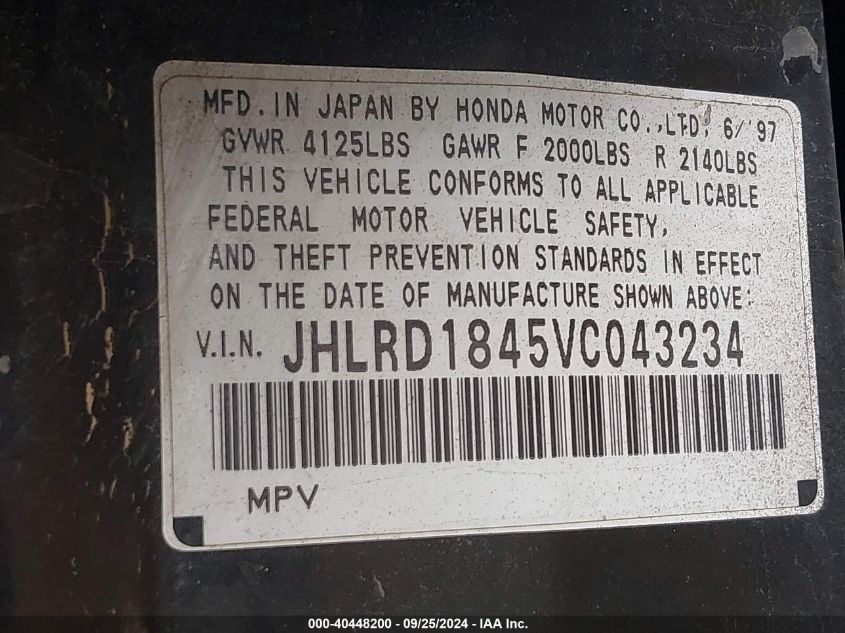 MFD. IN JAPAN BY HONDA MOTOR CO.,LTD, 6/'97
GVWR 4125LBS GAWR F 2000LBS R 2140LBS
THIS VEHICLE CONFORMS TO ALL APPLICABLE
FEDERAL MOTOR VEHICLE SAFETY,
AND THEFT PREVENTION STANDARDS IN EFFECT
ON THE DATE OF MANUFACTURE SHOWN ABOVE:
V.I.N. JHLRD1845VC043234
MPV
000-40448200 - 09/25/2024 - IAA Inc.